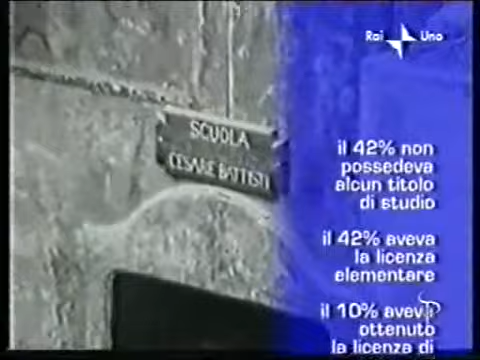 Rai Uno
SCUOLA
CESARE BATTISTI
il 42% non
possedeva
alcun titolo
di studio
il 42% aveva
la licenza
elementare
il 10% aveva
ottenuto
la licenza di